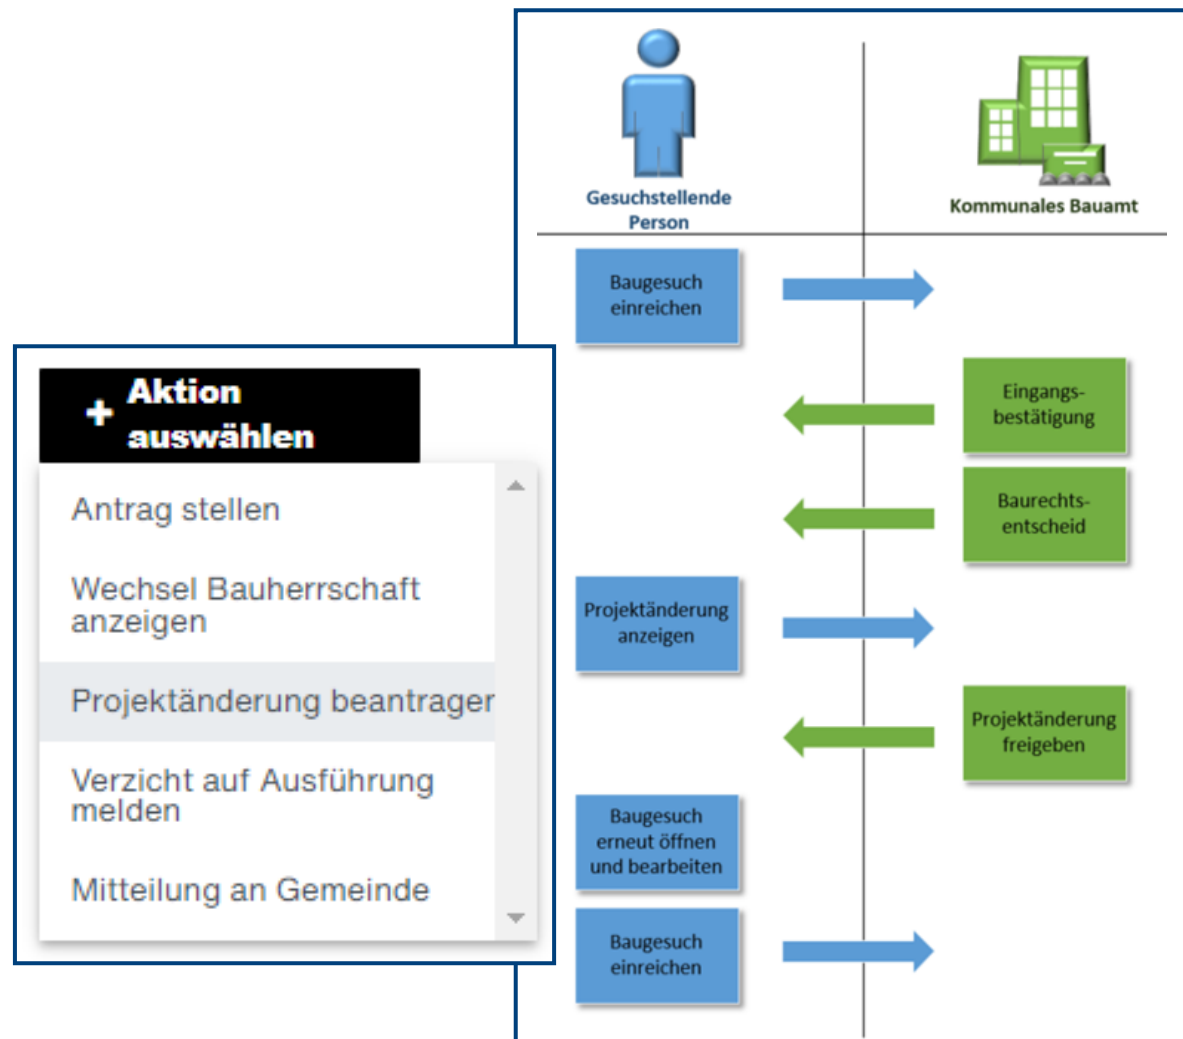 Gesuchstellende
Person
Kommunales Bauamt
Baugesuch
einreichen
Eingangs-
bestätigung
Baurechts-
entscheid
Projektänderung
anzeigen
Projektänderung
freigeben
Baugesuch
erneut öffnen
und bearbeiten
Baugesuch
einreichen
+ Aktion
auswählen
Antrag stellen
Wechsel Bauherrschaft
anzeigen
Projektänderung beantragen
Verzicht auf Ausführung
melden
Mitteilung an Gemeinde